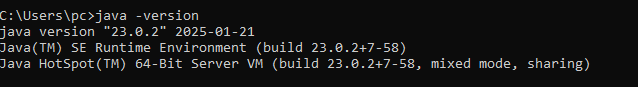 C:\Users\pc>java -version
java version "23.0.2" 2025-01-21
Java(TM) SE Runtime Environment (build 23.0.2+7-58)
Java HotSpot(TM) 64-Bit Server VM (build 23.0.2+7-58, mixed mode, sharing)